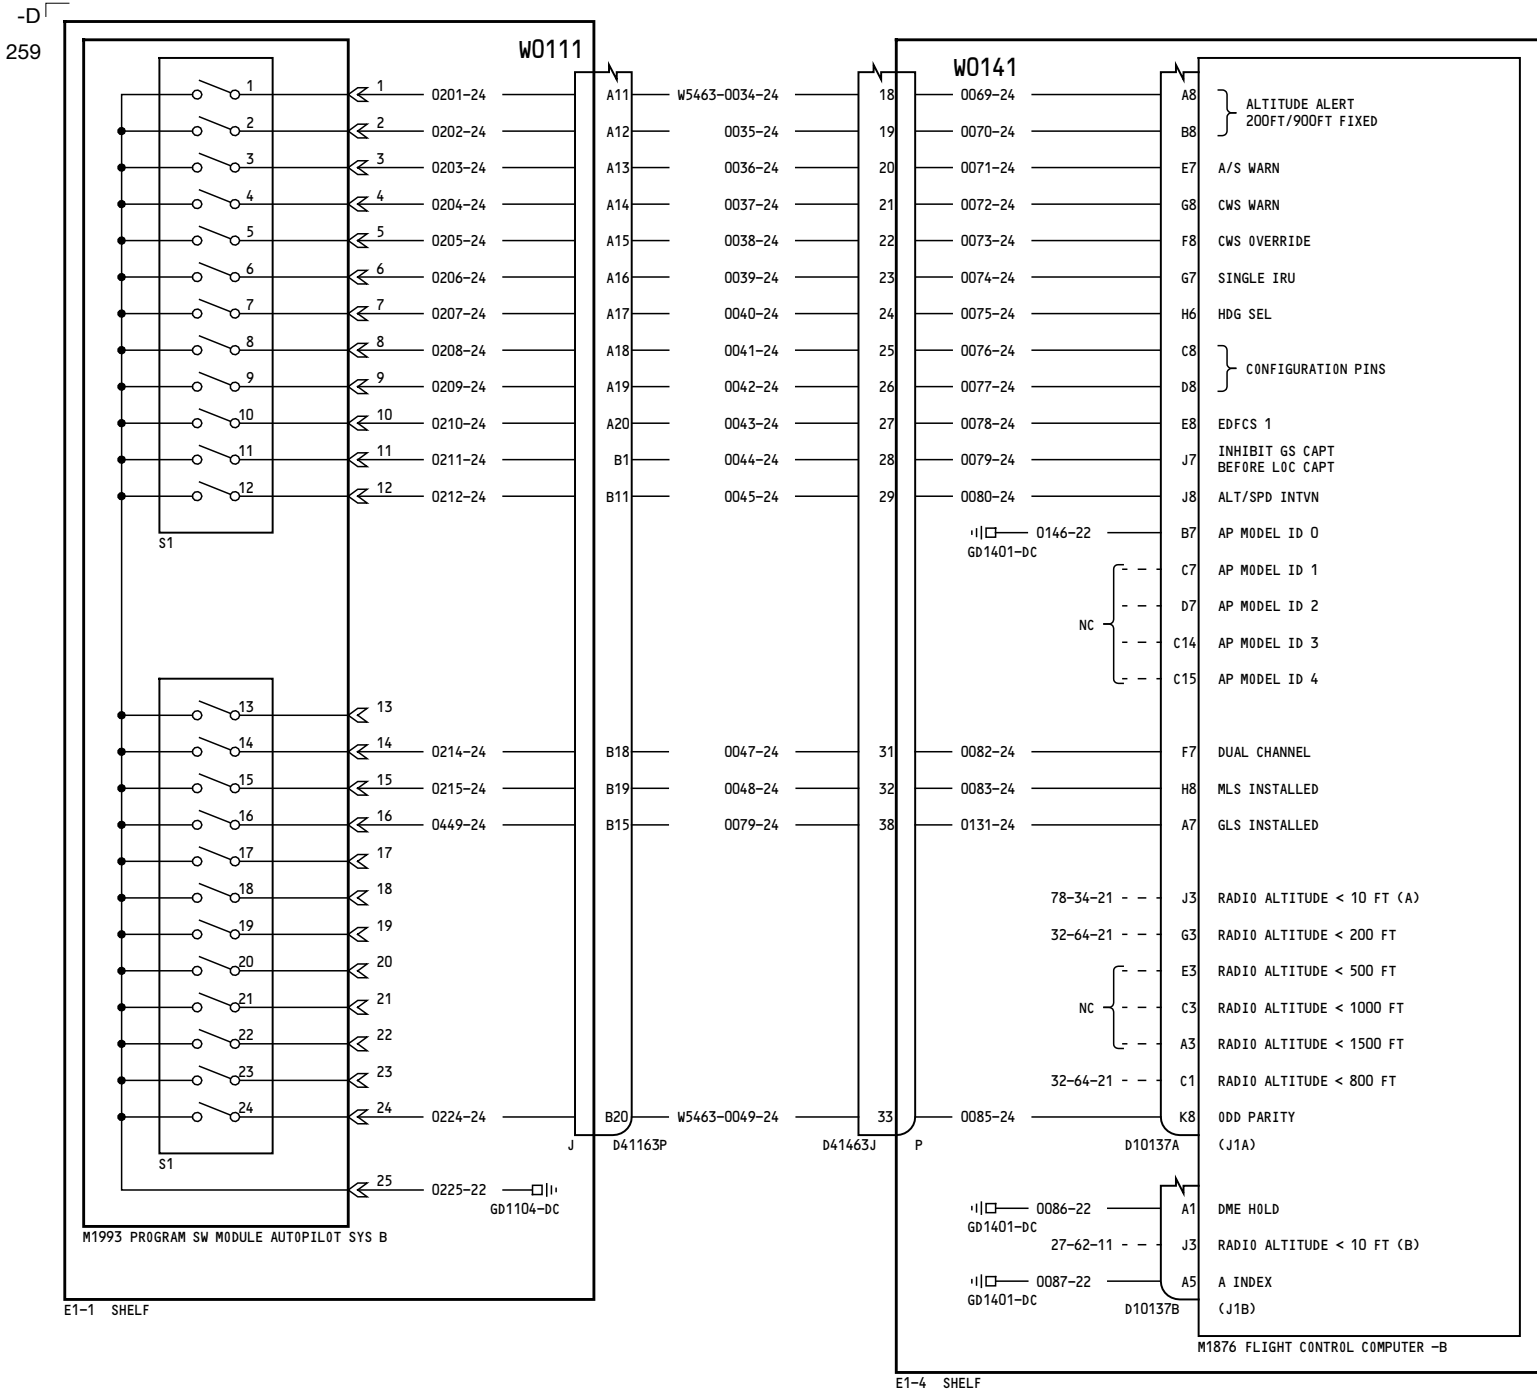 -D
259
W0111
W0141
1 1 0201-24 A11 W5463-0034-24 18 0069-24 A8
ALTITUDE ALERT
200FT/900FT FIXED
2 2 0202-24 A12 0035-24 19 0070-24 B8
3 3 0203-24 A13 0036-24 20 0071-24 E7 A/S WARN
4 4 0204-24 A14 0037-24 21 0072-24 G8 CWS WARN
5 5 0205-24 A15 0038-24 22 0073-24 F8 CWS OVERRIDE
6 6 0206-24 A16 0039-24 23 0074-24 G7 SINGLE IRU
7 7 0207-24 A17 0040-24 24 0075-24 H6 HDG SEL
8 8 0208-24 A18 0041-24 25 0076-24 C8
CONFIGURATION PINS
9 9 0209-24 A19 0042-24 26 0077-24 D8
10 10 0210-24 A20 0043-24 27 0078-24 E8 EDFCS 1
11 11 0211-24 B1 0044-24 28 0079-24 J7 INHIBIT GS CAPT
BEFORE LOC CAPT
12 12 0212-24 B11 0045-24 29 0080-24 J8 ALT/SPD INTVN
S1
0146-22 B7 AP MODEL ID 0
GD1401-DC
C7 AP MODEL ID 1
D7 AP MODEL ID 2
NC
C14 AP MODEL ID 3
C15 AP MODEL ID 4
13 13
14 14 0214-24 B18 0047-24 31 0082-24 F7 DUAL CHANNEL
15 15 0215-24 B19 0048-24 32 0083-24 H8 MLS INSTALLED
16 16 0449-24 B15 0079-24 38 0131-24 A7 GLS INSTALLED
17 17
18 18 78-34-21 J3 RADIO ALTITUDE < 10 FT (A)
19 19 32-64-21 G3 RADIO ALTITUDE < 200 FT
20 20 E3 RADIO ALTITUDE < 500 FT
21 21 NC C3 RADIO ALTITUDE < 1000 FT
22 22 A3 RADIO ALTITUDE < 1500 FT
23 23 32-64-21 C1 RADIO ALTITUDE < 800 FT
24 24 0224-24 B20 W5463-0049-24 33 0085-24 K8 ODD PARITY
J D41163P D41463J P D10137A (J1A)
S1
25 0225-22
GD1104-DC
0086-22 A1 DME HOLD
GD1401-DC
M1993 PROGRAM SW MODULE AUTOPILOT SYS B
27-62-11 J3 RADIO ALTITUDE < 10 FT (B)
0087-22 A5 A INDEX
GD1401-DC
D10137B (J1B)
E1-1 SHELF
M1876 FLIGHT CONTROL COMPUTER -B
E1-4 SHELF